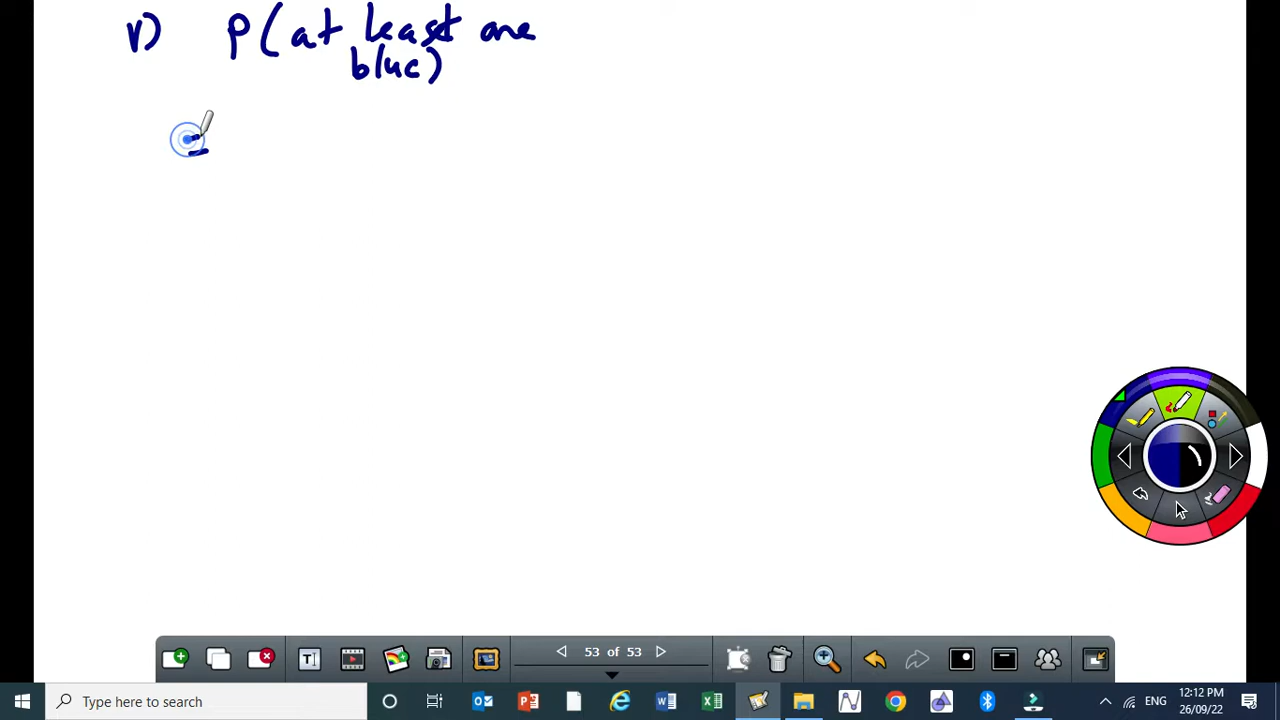 v) P(at least one
blue)
=
53 of 53
Type here to search
ENG
12:12 PM
26/09/22